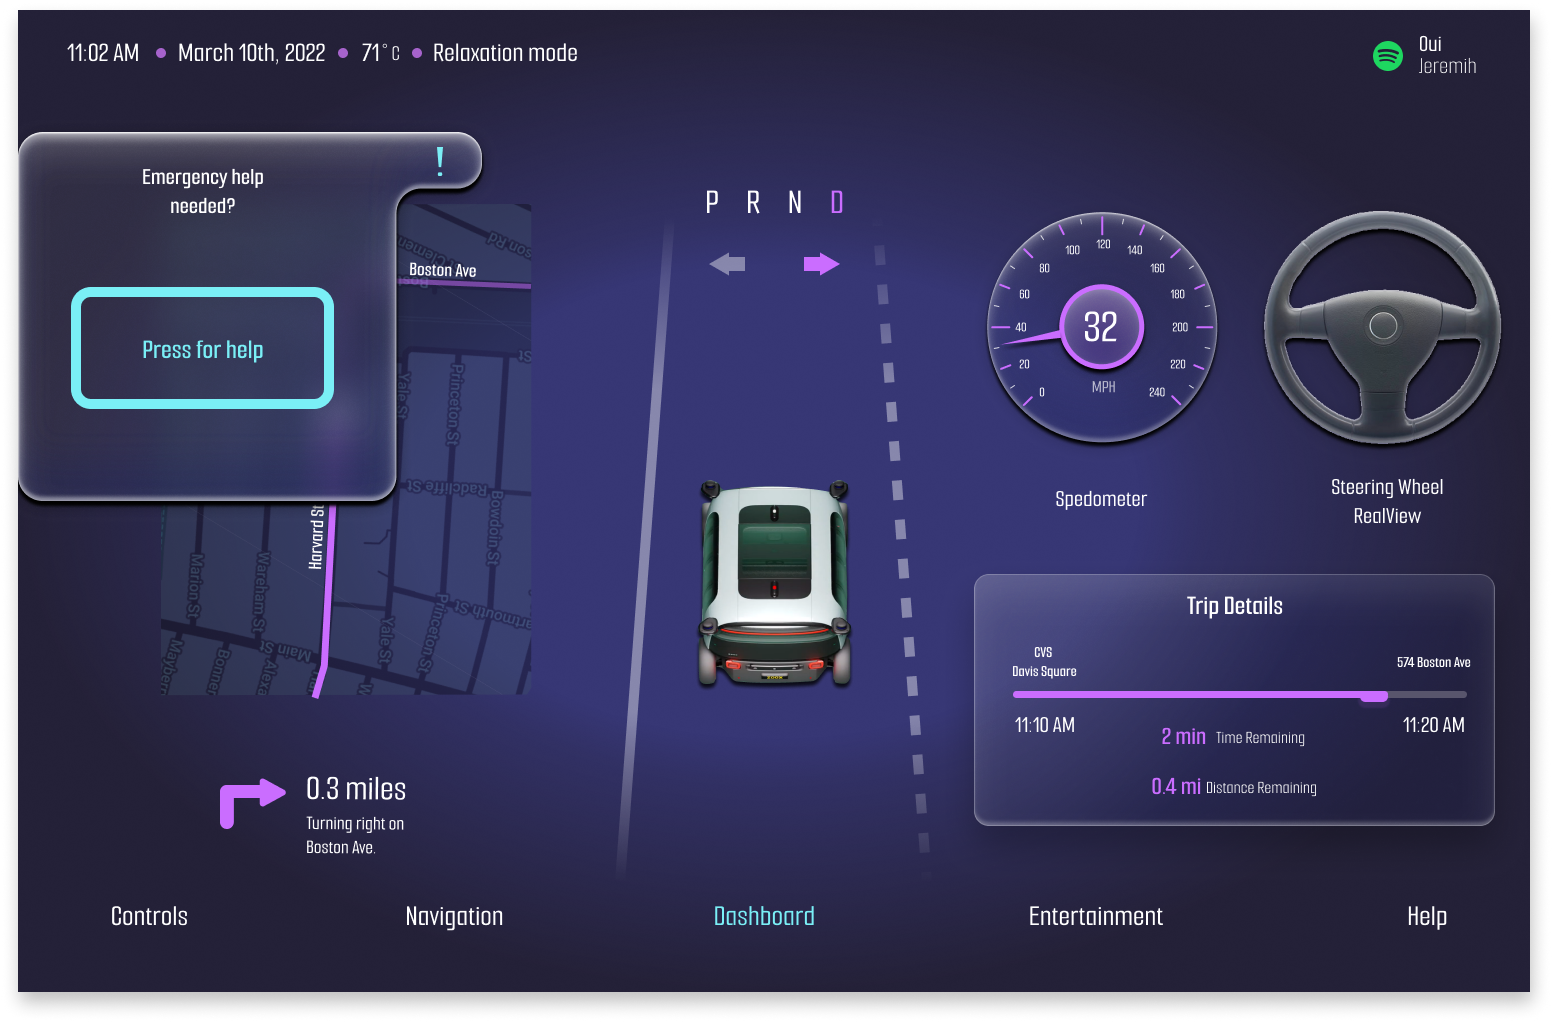 11:02 AM March 10th, 2022 71°C Relaxation mode
Oui
Jeremih
Emergency help
needed?
!
Press for help
Boston Ave
Yale St
Princeton St
Radcliffe St
Bowdoin St
Harvard St
Marion St
Wareham St
Main St
Yale St
Princeton St
Bonner
P R N D
0
20
40
60
80
100
120
140
160
180
200
220
240
32
MPH
Spedometer
Steering Wheel
RealView
Trip Details
CVS
Davis Square
574 Boston Ave
11:10 AM
11:20 AM
2 min Time Remaining
0.4 mi Distance Remaining
0.3 miles
Turning right on
Boston Ave.
Controls
Navigation
Dashboard
Entertainment
Help